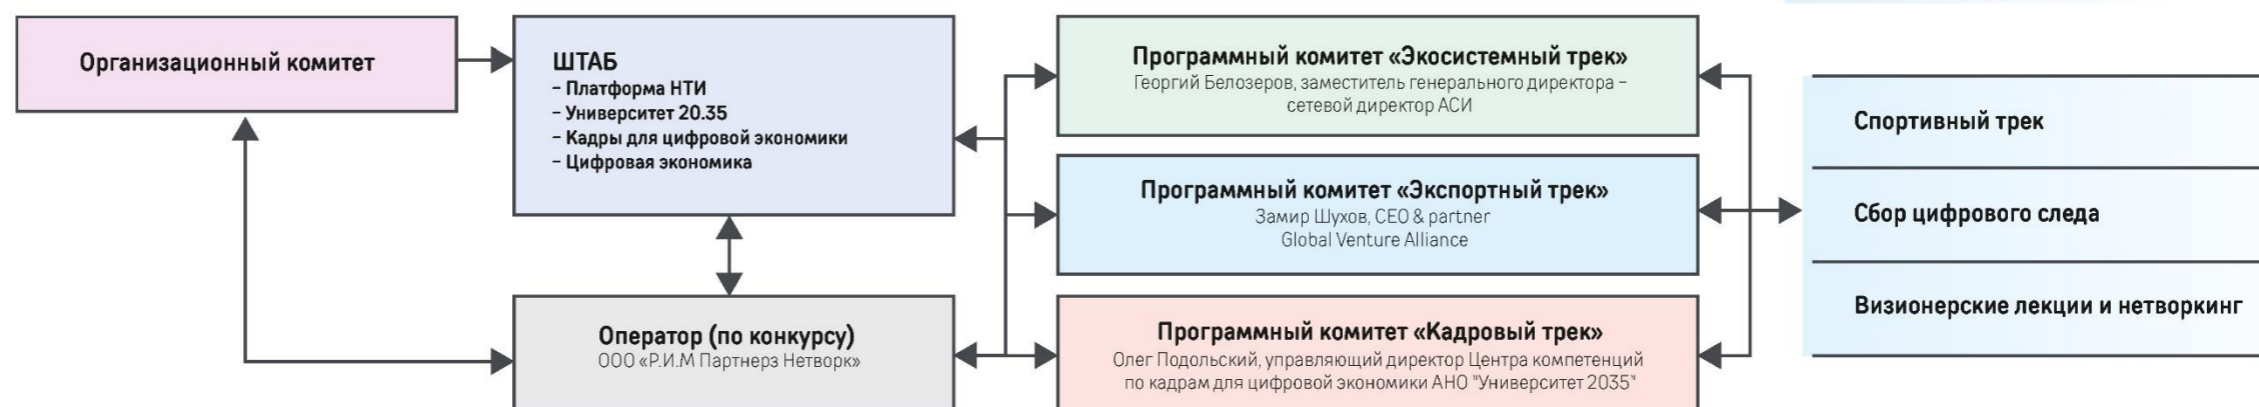 Организационный комитет
ШТАБ
– Платформа НТИ
– Университет 20.35
– Кадры для цифровой экономики
– Цифровая экономика
Оператор (по конкурсу)
ООО «Р.И.М Партнерз Нетворк»
Программный комитет «Экосистемный трек»
Георгий Белозеров, заместитель генерального директора –
сетевой директор АСИ
Программный комитет «Экспортный трек»
Замир Шухов, CEO & partner
Global Venture Alliance
Программный комитет «Кадровый трек»
Олег Подольский, управляющий директор Центра компетенций
по кадрам для цифровой экономики АНО "Университет 2035"
Спортивный трек
Сбор цифрового следа
Визионерские лекции и нетворкинг